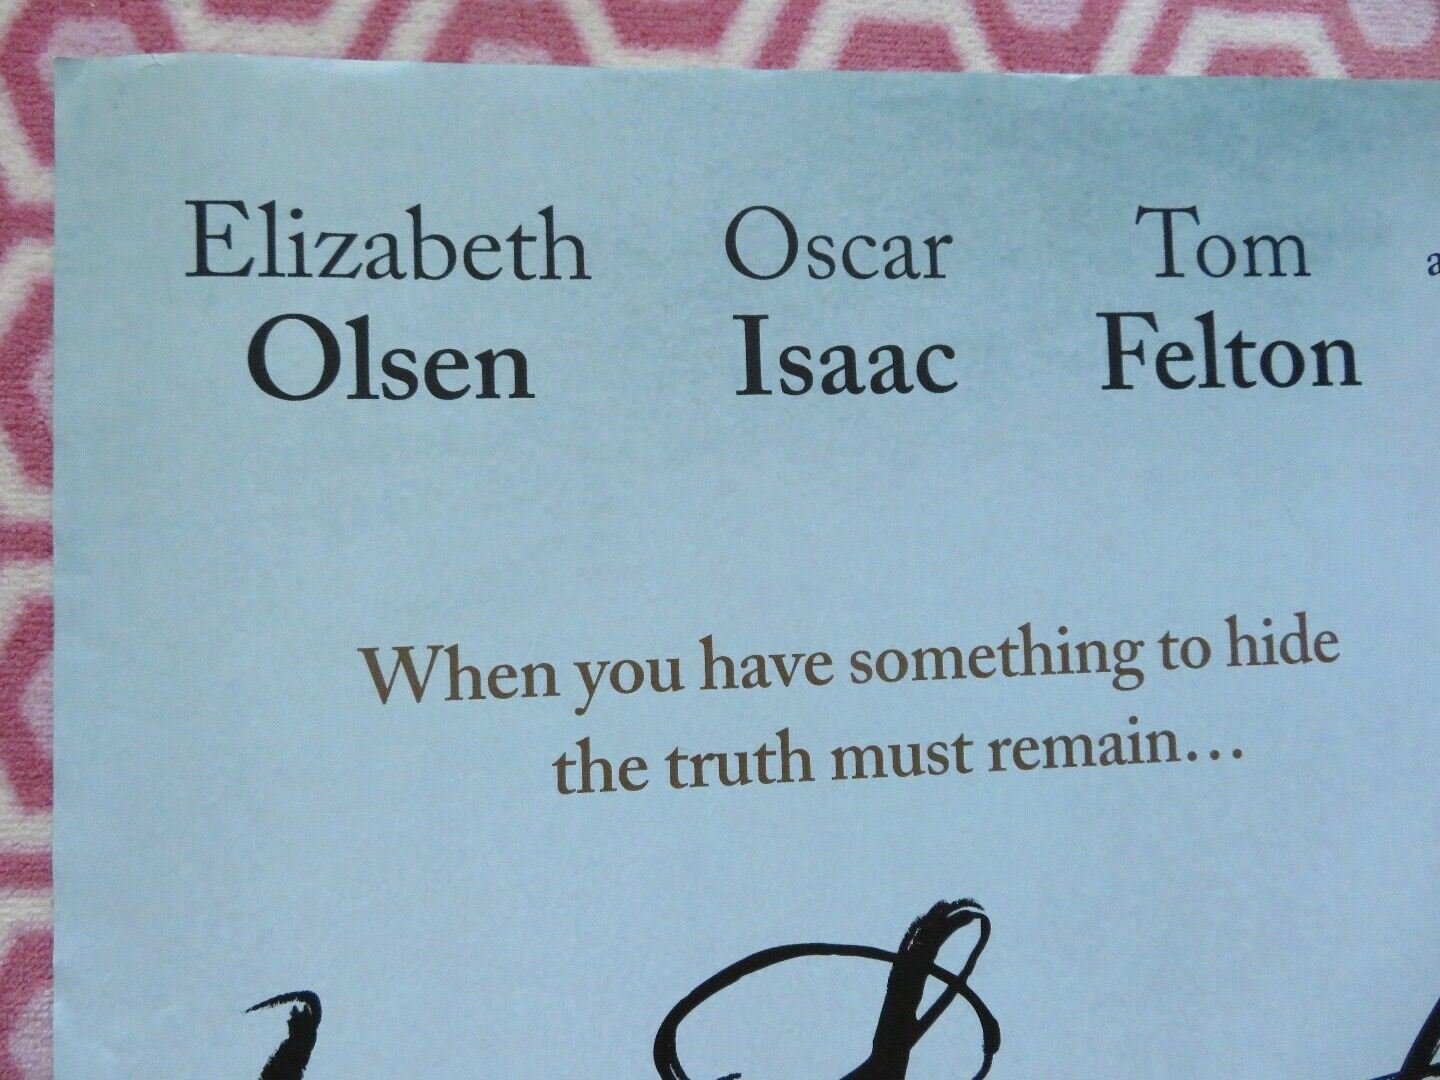 Elizabeth Oscar Tom
Olsen Isaac Felton
When you have something to hide
the truth must remain...